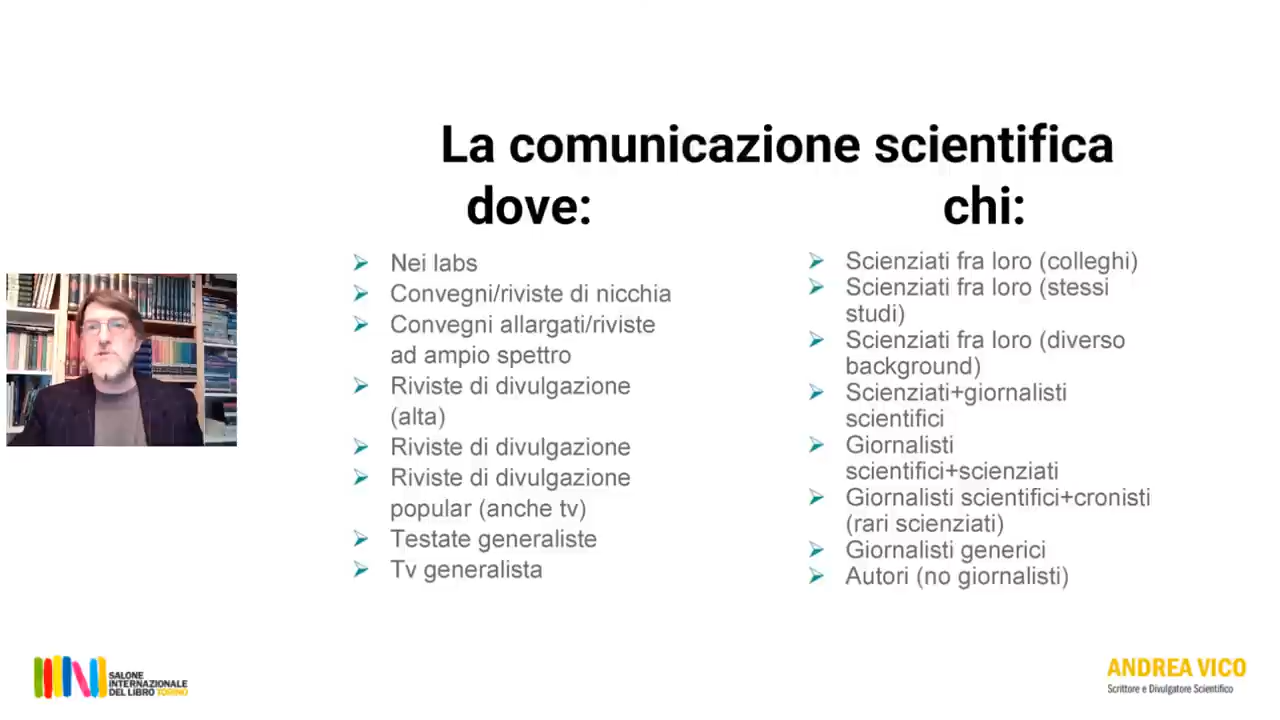 La comunicazione scientifica
dove:
Nei labs
Convegni/riviste di nicchia
Convegni allargati/riviste
ad ampio spettro
Riviste di divulgazione
(alta)
Riviste di divulgazione
Riviste di divulgazione
popular (anche tv)
Testate generaliste
Tv generalista
chi:
Scienziati fra loro (colleghi)
Scienziati fra loro (stessi
studi)
Scienziati fra loro (diverso
background)
Scienziati+giornalisti
scientifici
Giornalisti
scientifici+scienziati
Giornalisti scientifici+cronisti
(rari scienziati)
Giornalisti generici
Autori (no giornalisti)
SALONE
INTERNAZIONALE
DEL LIBRO TORINO
ANDREA VICO
Scrittore e Divulgatore Scientifico